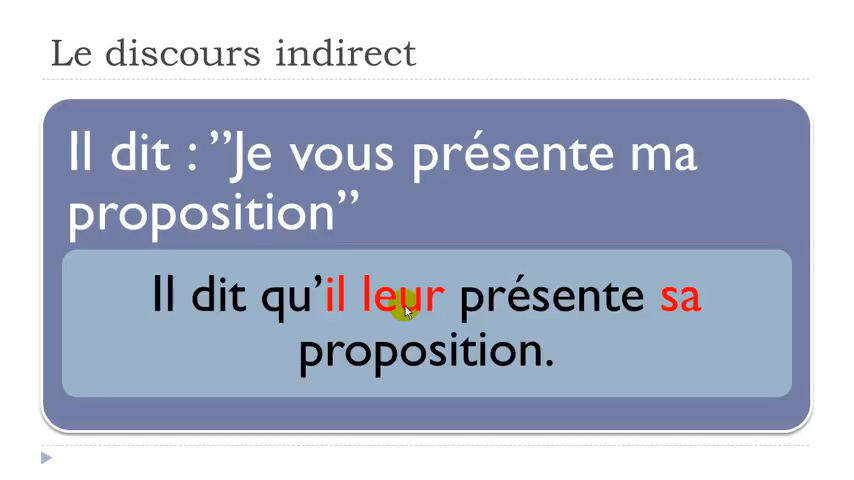 Le discours indirect
Il dit : ”Je vous présente ma
proposition”
Il dit qu’il leur présente sa
proposition.